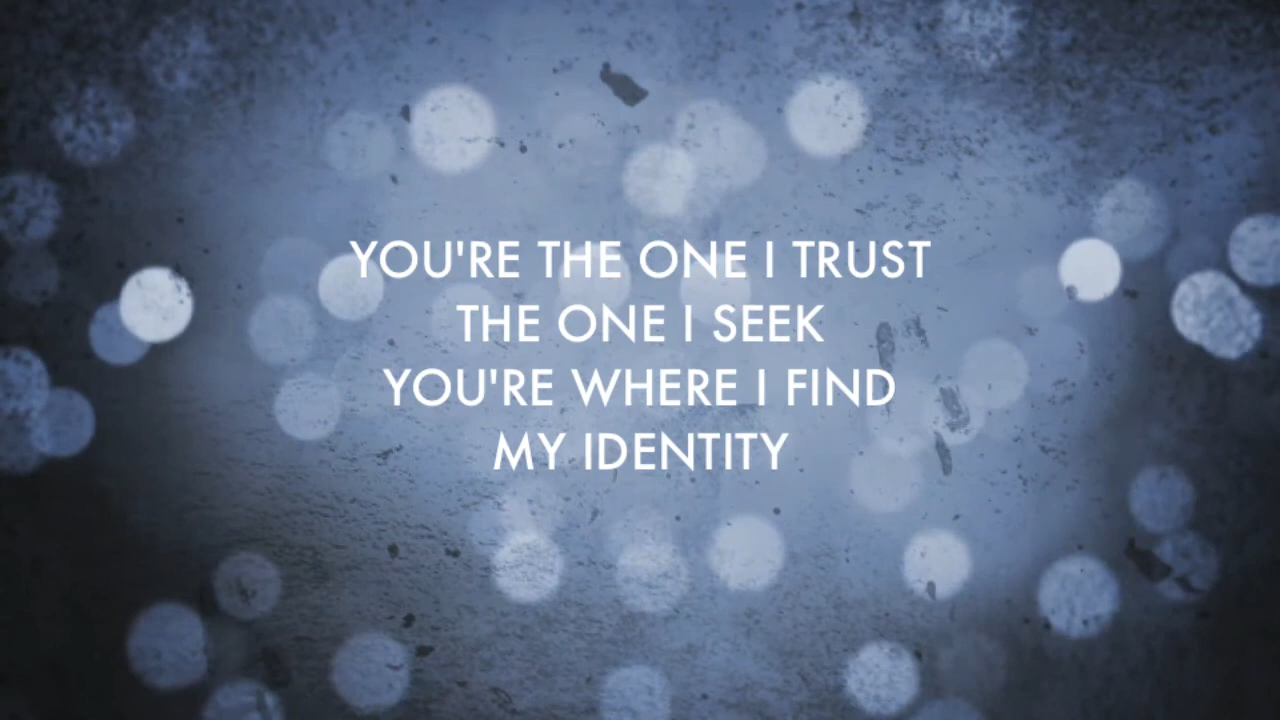 YOU'RE THE ONE I TRUST
THE ONE I SEEK
YOU'RE WHERE I FIND
MY IDENTITY